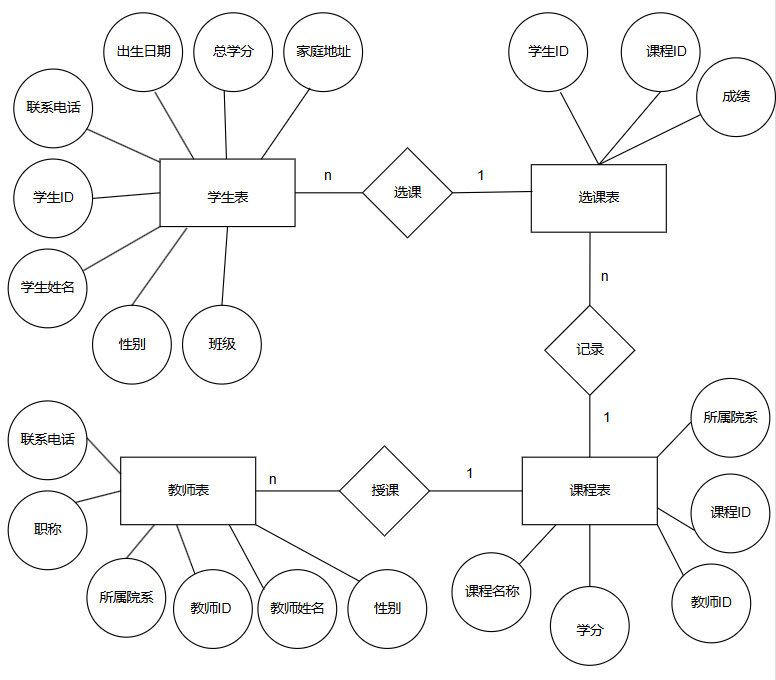 出生日期
总学分
家庭地址
学生ID
课程ID
成绩
联系电话
学生ID
学生表
n
选课
1
选课表
学生姓名
n
性别
班级
记录
1
所属院系
联系电话
教师表
n
授课
1
课程表
课程ID
职称
所属院系
教师ID
教师姓名
性别
课程名称
学分
教师ID